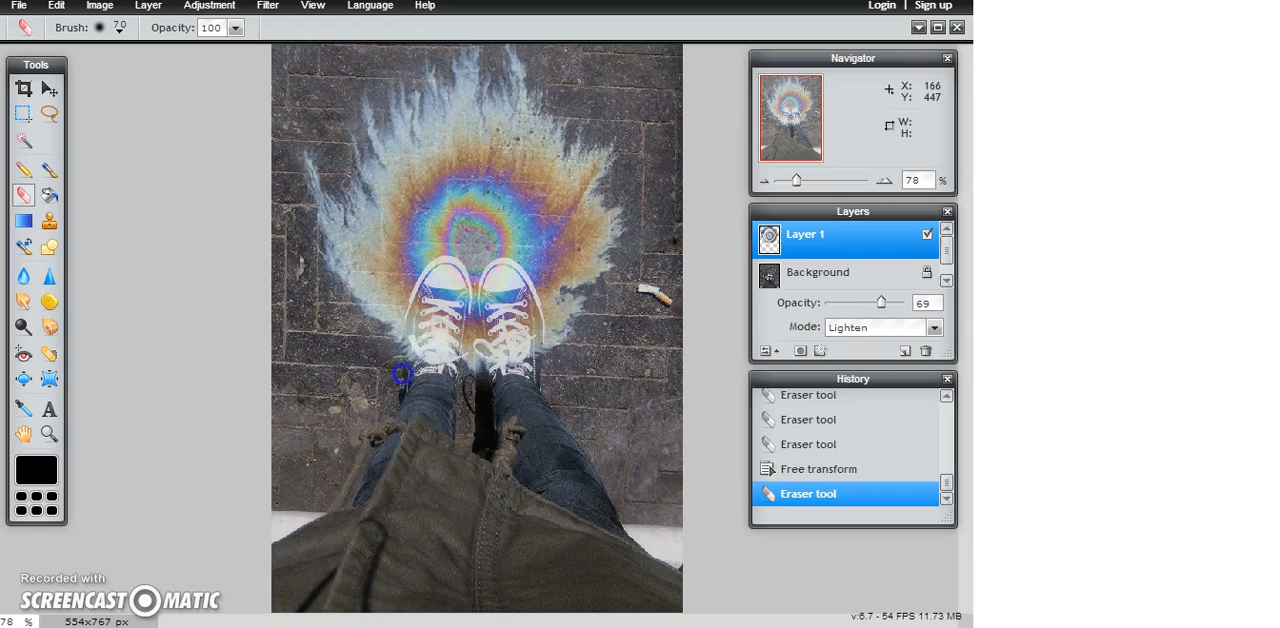 File Edit Image Layer Adjustment Filter View Language Help Login | Sign up
Brush: 70 Opacity: 100
Tools
Navigator
X: 166
Y: 447
W:
H:
78 %
Layers
Layer 1
Background
Opacity: 69
Mode: Lighten
History
Eraser tool
Eraser tool
Eraser tool
Free transform
Eraser tool
A
Recorded with
SCREENCAST MATIC
78 % 554x767 px
v:6.7 - 54 FPS 11.73 MB